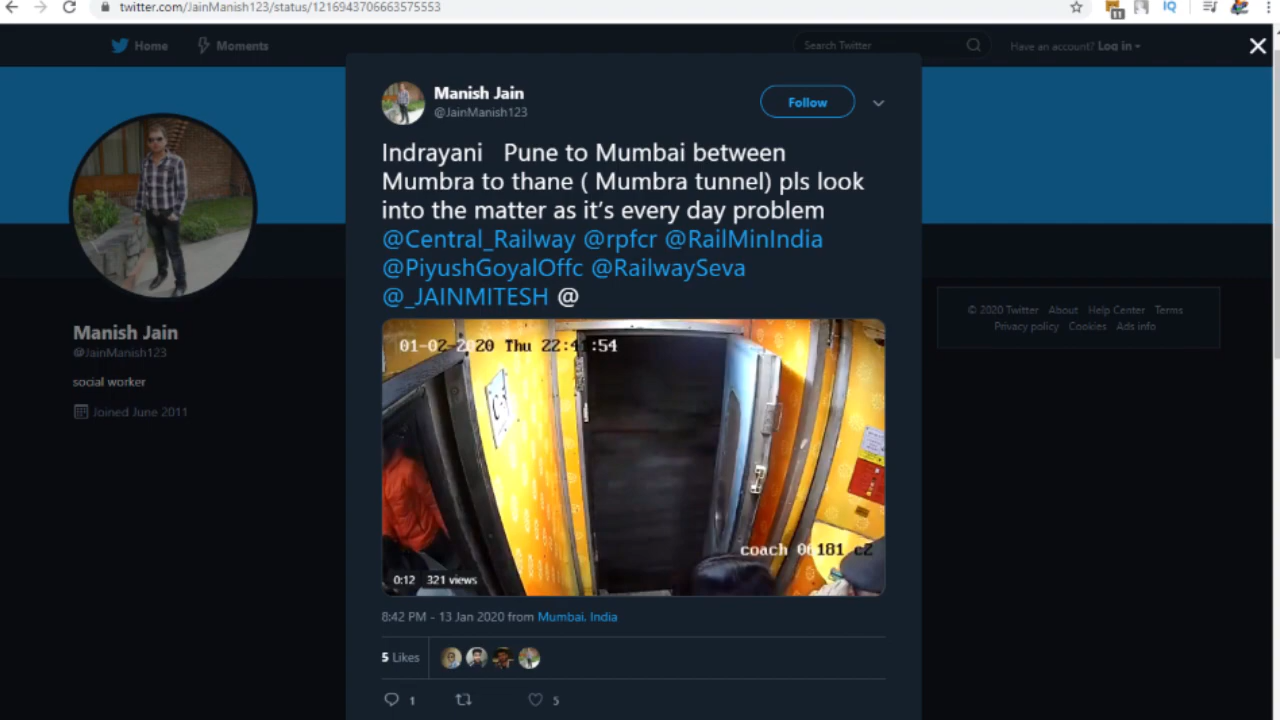 twitter.com/JainManish123/status/1216943706663575553
Home Moments
Search Twitter
Have an account? Log in
Manish Jain
@JainManish123
Follow
Indrayani Pune to Mumbai between
Mumbra to thane ( Mumbra tunnel) pls look
into the matter as it’s every day problem
@Central_Railway @rpfcr @RailMinIndia
@PiyushGoyalOffc @RailwaySeva
@_JAINMITESH @
01-02-2020 Thu 22:41:54
coach 06181 c2
0:12 321 views
8:42 PM - 13 Jan 2020 from Mumbai, India
5 Likes
1 5
Manish Jain
@JainManish123
social worker
Joined June 2011
© 2020 Twitter About Help Center Terms
Privacy policy Cookies Ads info
11
IQ